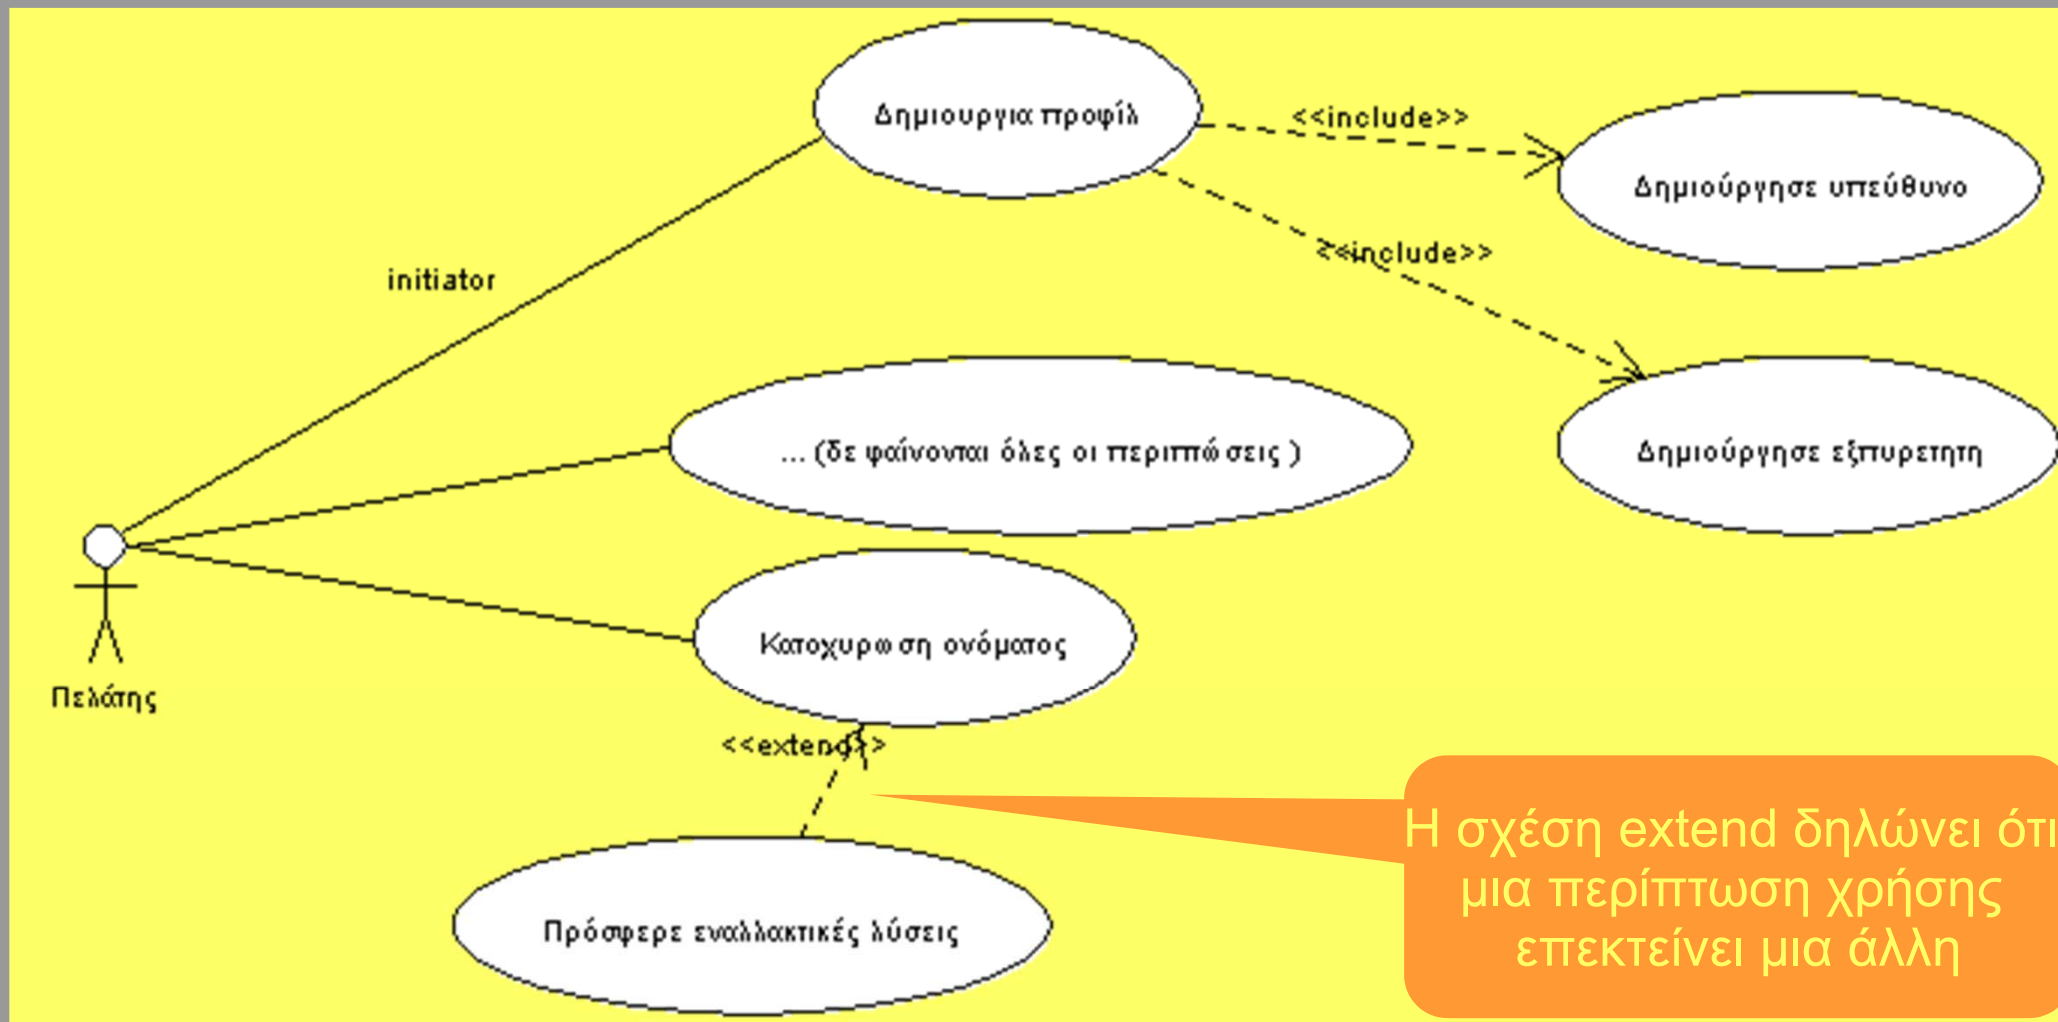 Δημιουργια προφίλ
<<include>>
Δημιούργησε υπεύθυνο
<<include>>
initiator
... (δε φαίνονται όλες οι περιπτώσεις )
Δημιούργησε εξπυρετητη
Κατοχυρωση ονόματος
Πελάτης
<<extend>>
Η σχέση extend δηλώνει ότι
μια περίπτωση χρήσης
επεκτείνει μια άλλη
Πρόσφερε εναλλακτικές λύσεις